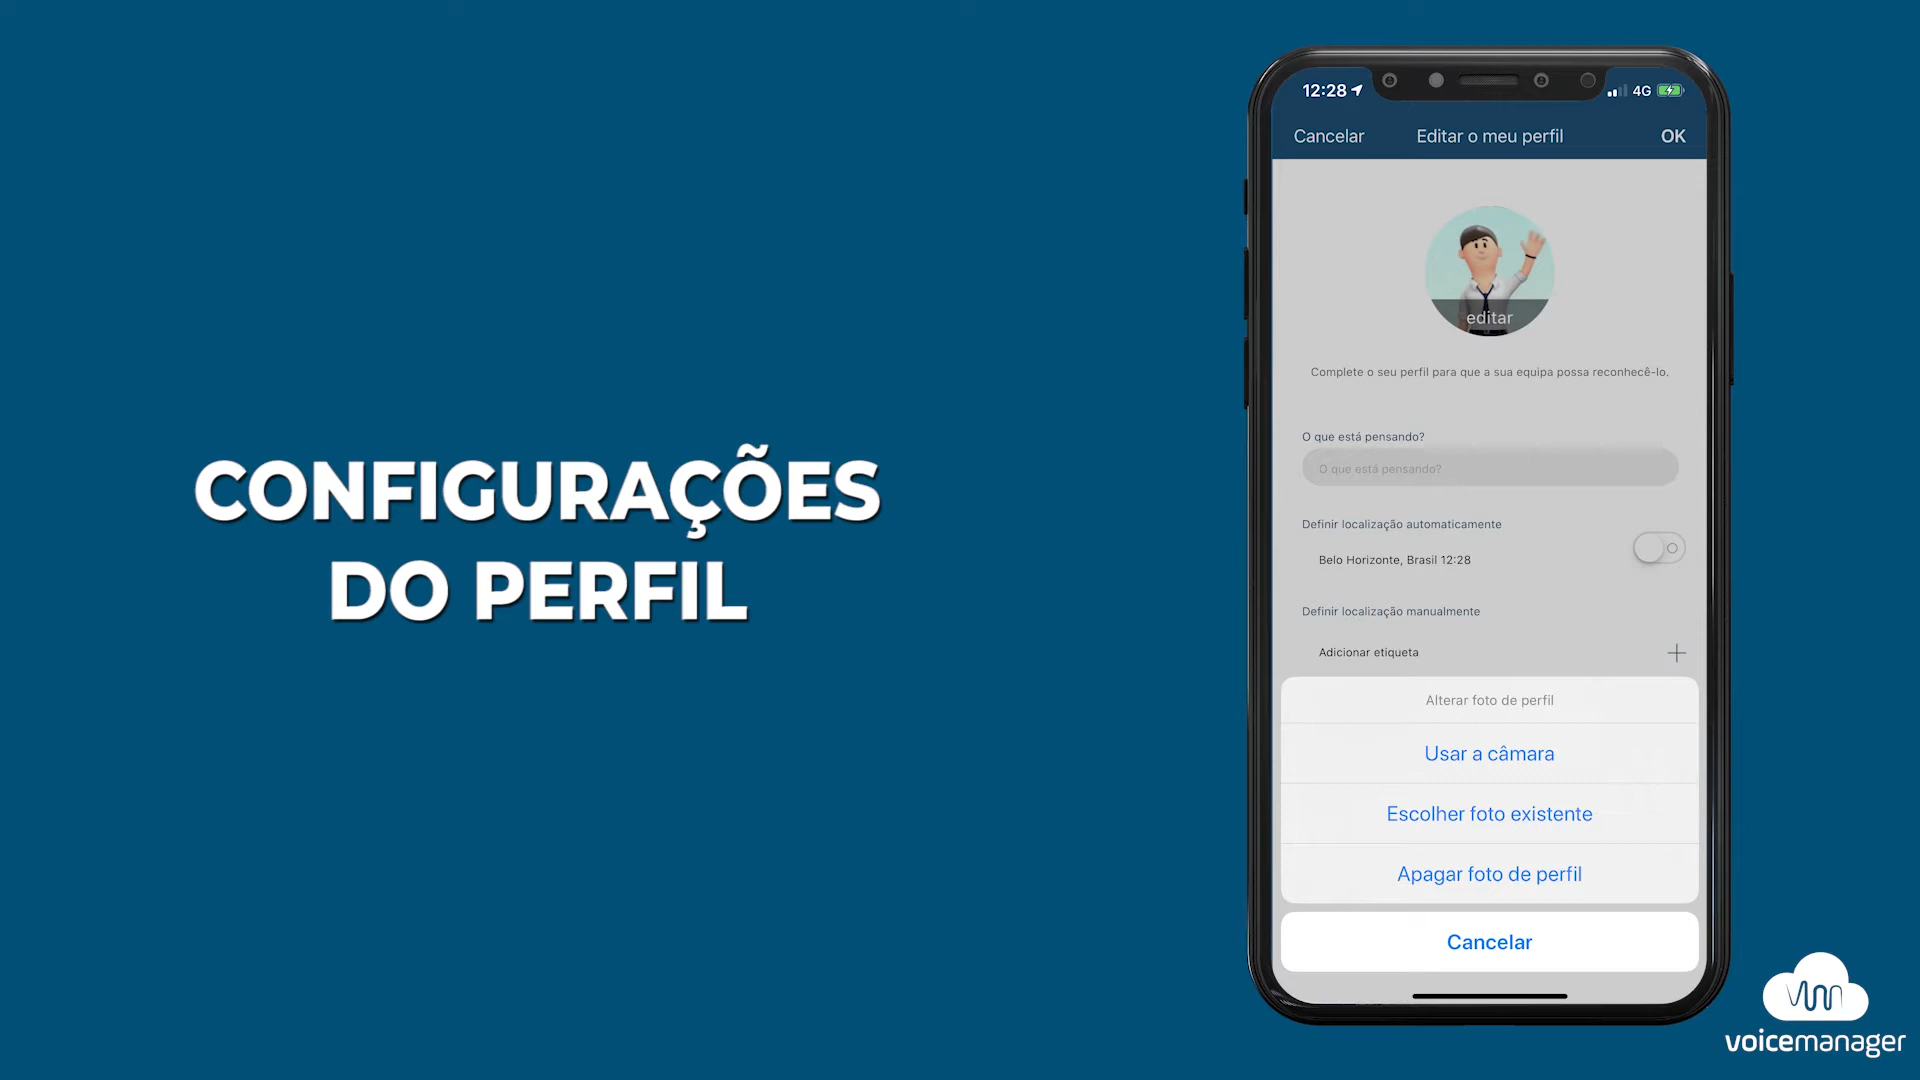 CONFIGURAÇÕES
DO PERFIL
12:28
4G
Cancelar
Editar o meu perfil
OK
editar
Complete o seu perfil para que a sua equipa possa reconhecê-lo.
O que está pensando?
O que está pensando?
Definir localização automaticamente
Belo Horizonte, Brasil 12:28
Definir localização manualmente
Adicionar etiqueta
Alterar foto de perfil
Usar a câmara
Escolher foto existente
Apagar foto de perfil
Cancelar
voicemanager